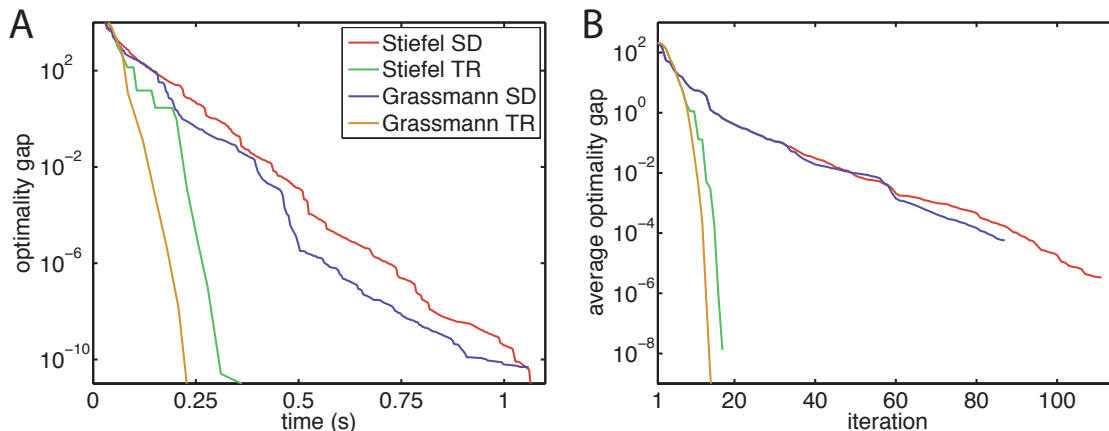 A
optimality gap
10^2
10^-2
10^-6
10^-10
0
0.25
0.5
0.75
1
time (s)
Stiefel SD
Stiefel TR
Grassmann SD
Grassmann TR
B
average optimality gap
10^2
10^0
10^-2
10^-4
10^-6
10^-8
1
20
40
60
80
100
iteration